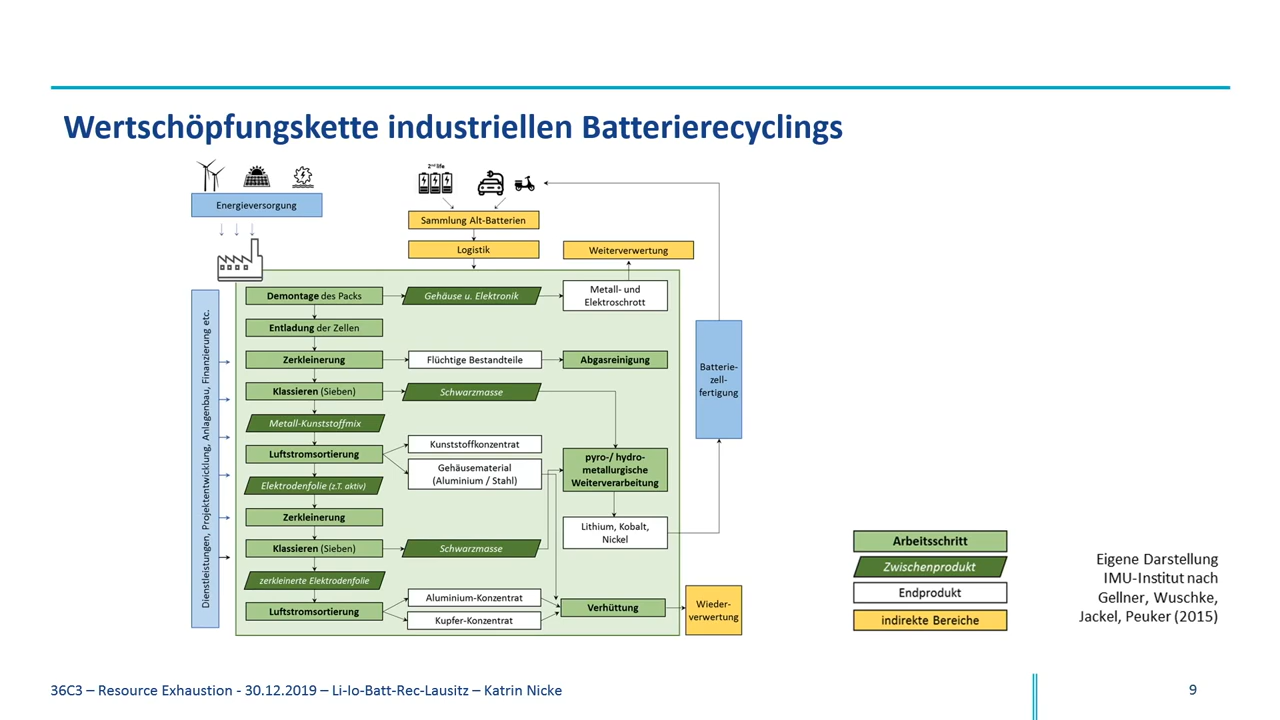 Wertschöpfungskette industriellen Batterierecyclings
2nd life
Energieversorgung
Sammlung Alt-Batterien
Logistik
Weiterverwertung
Demontage des Packs
Gehäuse u. Elektronik
Metall- und
Elektroschrott
Entladung der Zellen
Zerkleinerung
Flüchtige Bestandteile
Abgasreinigung
Klassieren (Sieben)
Schwarzmasse
Metall-Kunststoffmix
Luftstromsortierung
Kunststoffkonzentrat
Gehäusematerial
(Aluminium / Stahl)
pyro-/ hydro-
metallurgische
Weiterverarbeitung
Elektrodenfolie (z.T. aktiv)
Zerkleinerung
Lithium, Kobalt,
Nickel
Klassieren (Sieben)
Schwarzmasse
zerkleinerte Elektrodenfolie
Luftstromsortierung
Aluminium-Konzentrat
Kupfer-Konzentrat
Verhüttung
Wieder-
verwertung
Batterie-
zell-
fertigung
Dienstleistungen, Projektentwicklung, Anlagenbau, Finanzierung etc.
Arbeitsschritt
Zwischenprodukt
Endprodukt
indirekte Bereiche
Eigene Darstellung
IMU-Institut nach
Gellner, Wuschke,
Jackel, Peuker (2015)
36C3 – Resource Exhaustion - 30.12.2019 – Li-Io-Batt-Rec-Lausitz – Katrin Nicke
9